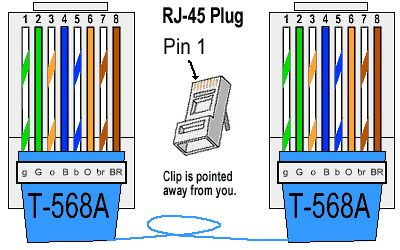 1 2 3 4 5 6 7 8
g G o B b O br BR
T-568A
RJ-45 Plug
Pin 1
Clip is pointed
away from you.
1 2 3 4 5 6 7 8
g G o B b O br BR
T-568A